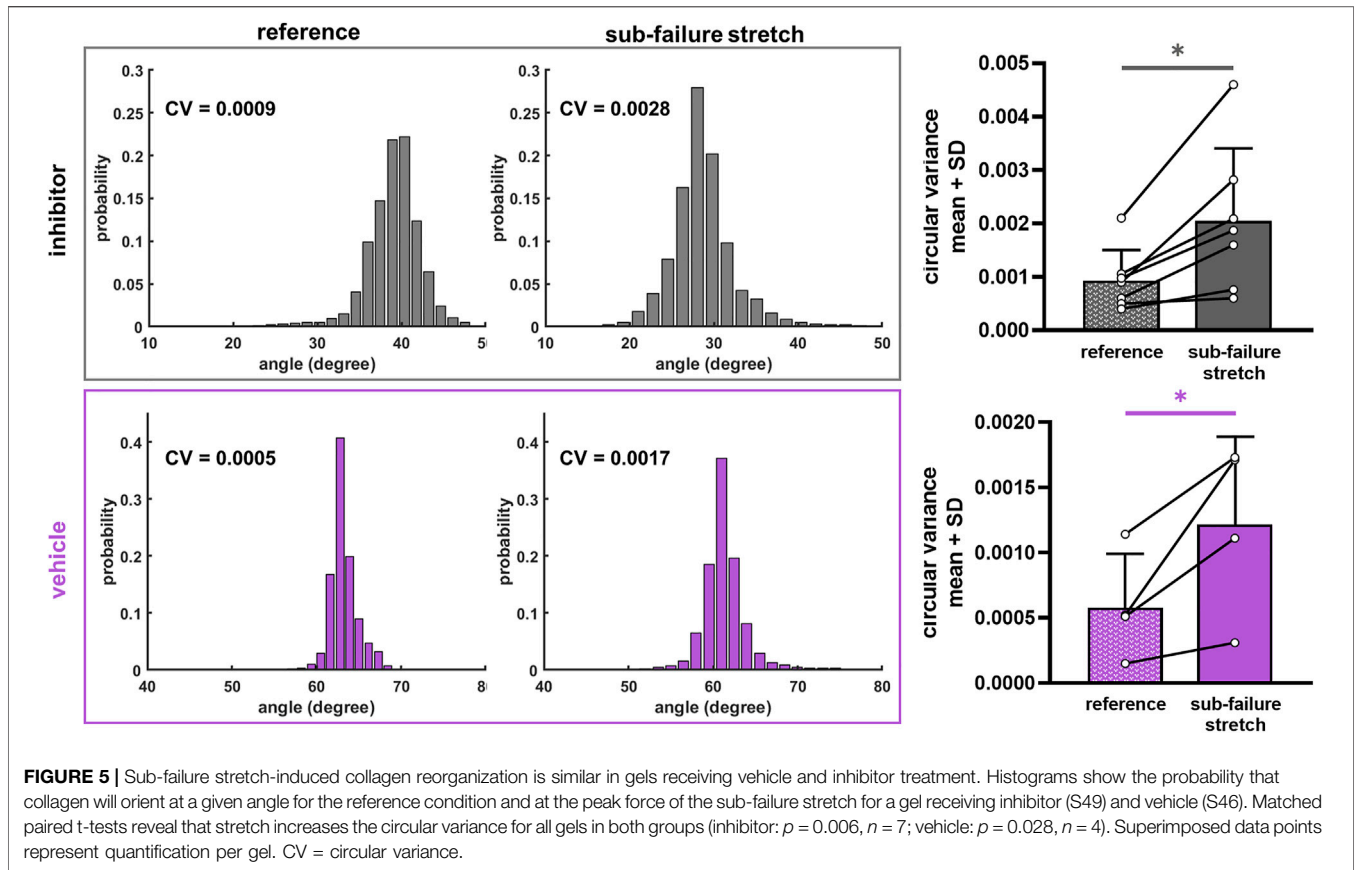 reference
sub-failure stretch
inhibitor
probability
0.3
0.25
0.2
0.15
0.1
0.05
0
CV = 0.0009
10
20
30
40
angle (degree)
probability
0.3
0.25
0.2
0.15
0.1
0.05
0
CV = 0.0028
10
20
30
40
50
angle (degree)
circular variance
mean + SD
0.005
0.004
0.003
0.002
0.001
0.000
*
reference
sub-failure
stretch
vehicle
probability
0.4
0.3
0.2
0.1
0
CV = 0.0005
40
50
60
70
angle (degree)
probability
0.4
0.3
0.2
0.1
0
CV = 0.0017
40
50
60
70
80
angle (degree)
circular variance
mean + SD
0.0020
0.0015
0.0010
0.0005
0.0000
*
reference
sub-failure
stretch
FIGURE 5 | Sub-failure stretch-induced collagen reorganization is similar in gels receiving vehicle and inhibitor treatment. Histograms show the probability that
collagen will orient at a given angle for the reference condition and at the peak force of the sub-failure stretch for a gel receiving inhibitor (S49) and vehicle (S46). Matched
paired t-tests reveal that stretch increases the circular variance for all gels in both groups (inhibitor: p = 0.006, n = 7; vehicle: p = 0.028, n = 4). Superimposed data points
represent quantification per gel. CV = circular variance.